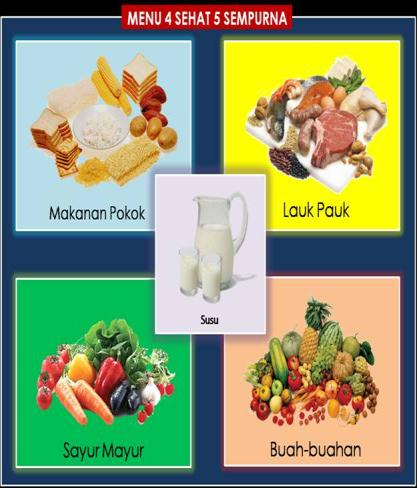 MENU 4 SEHAT 5 SEMPURNA
Makanan Pokok
Lauk Pauk
Susu
Sayur Mayur
Buah-buahan